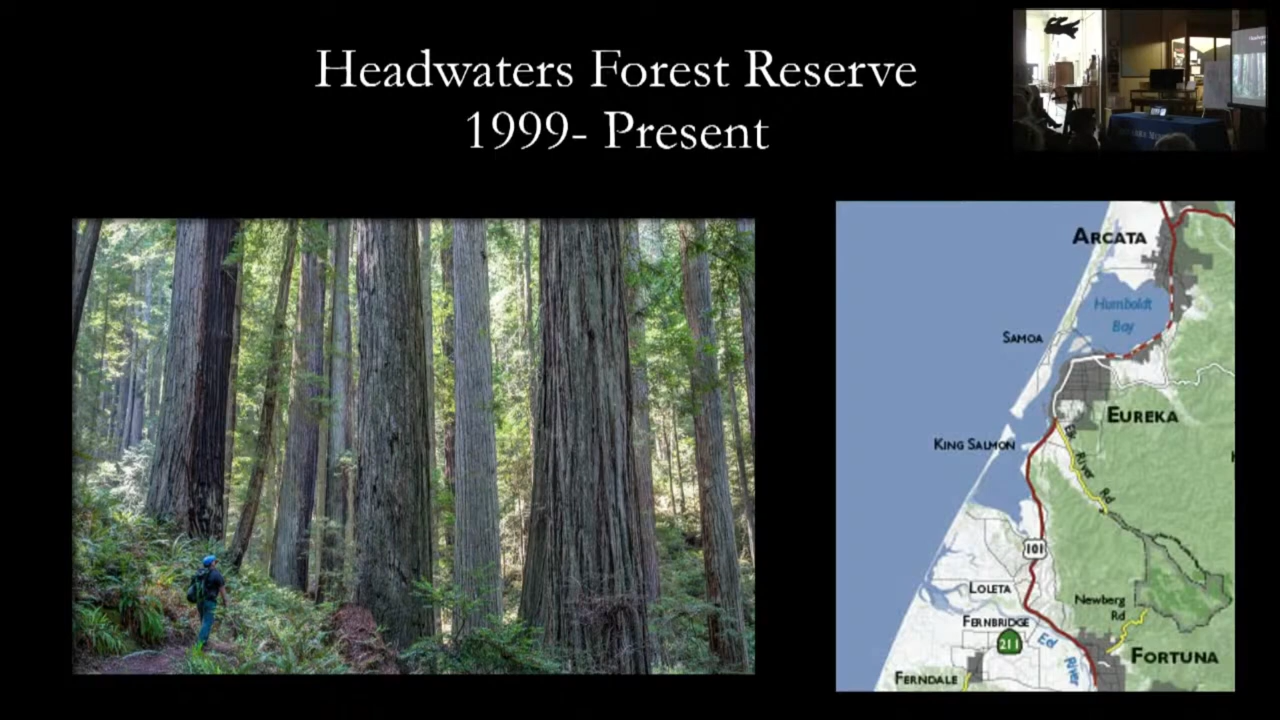 Headwaters Forest Reserve
1999- Present
ARCATA
Humboldt
Bay
SAMOA
EUREKA
KING SALMON
Elk River Rd
101
LOLETA
Newberg
Rd
FERNBRIDGE
211
Eel
River
FORTUNA
FERNDALE